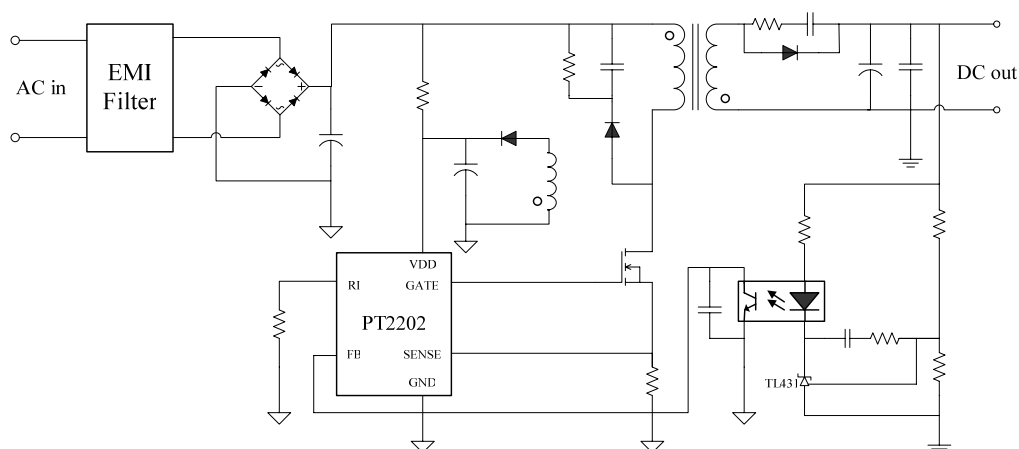 AC in
EMI
Filter
DC out
VDD
RI
GATE
PT2202
FB
SENSE
GND
TL431